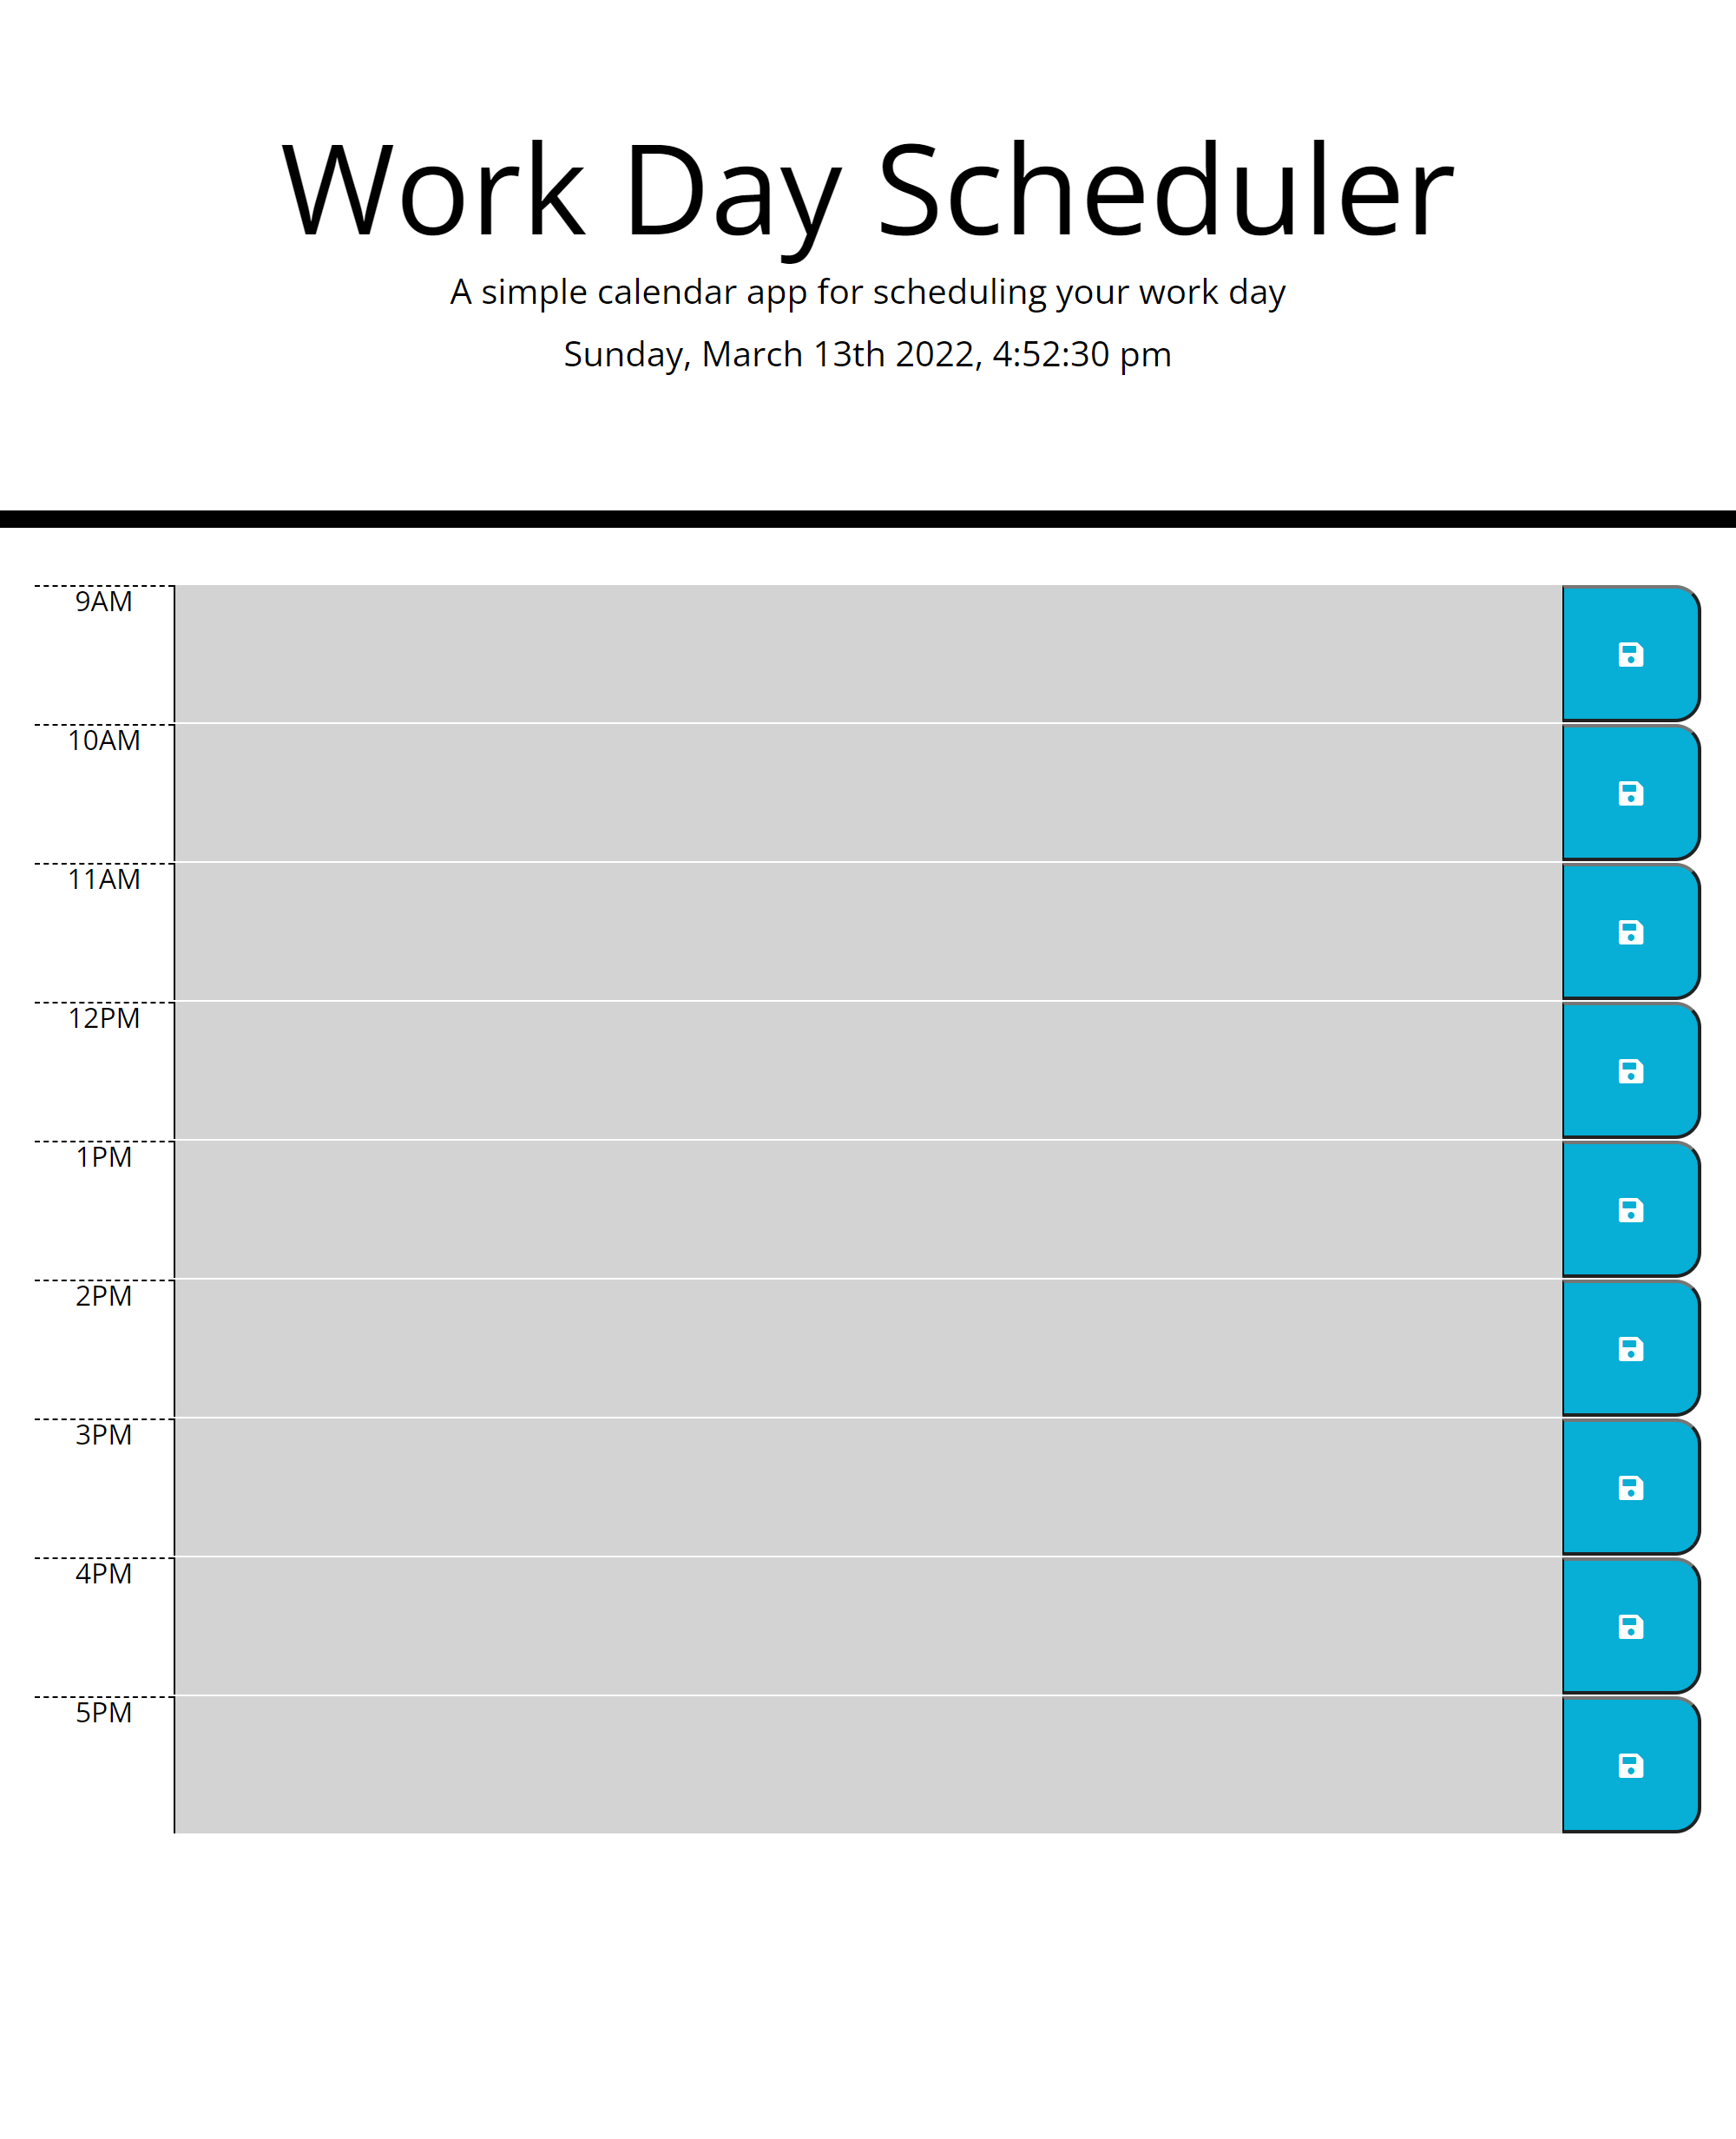 Work Day Scheduler
A simple calendar app for scheduling your work day
Sunday, March 13th 2022, 4:52:30 pm
9AM
10AM
11AM
12PM
1PM
2PM
3PM
4PM
5PM